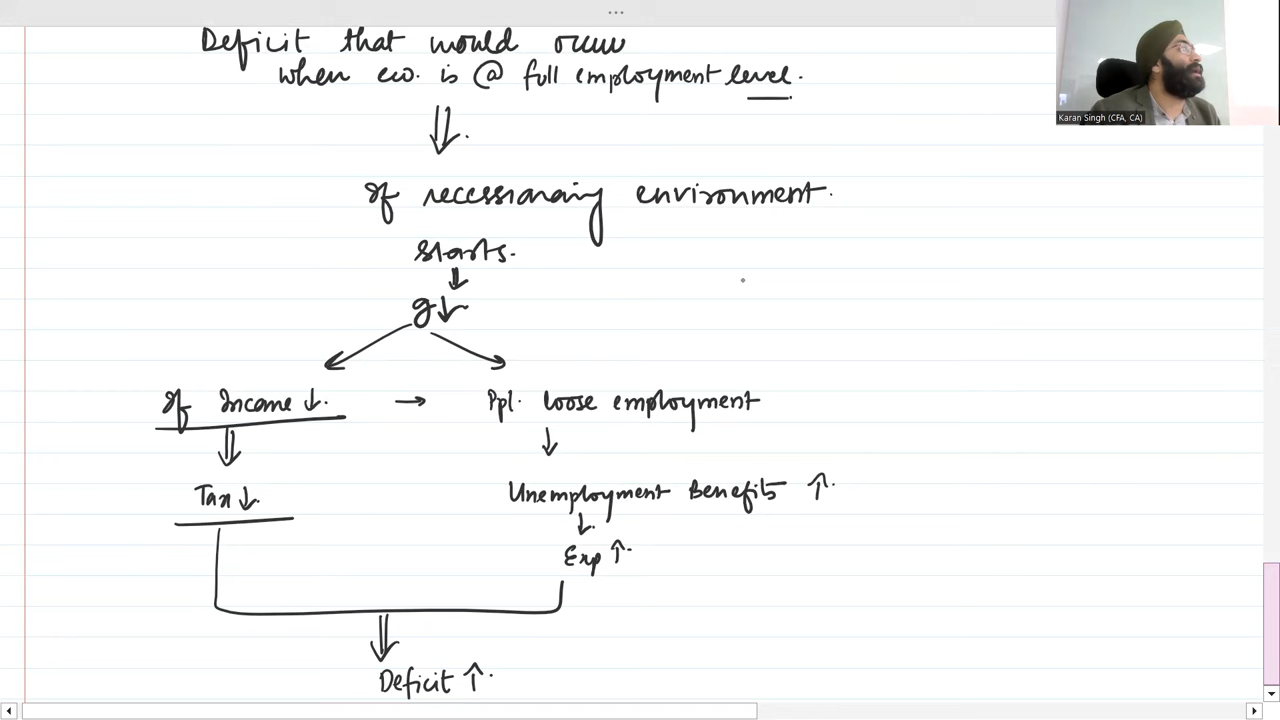 Deficit that would occur
when eco. is @ full employment level.
Karan Singh (CFA, CA)
If recessionary environment.
starts.
g↓
If Income ↓. → Ppl. loose employment
Tax ↓. Unemployment Benefits ↑.
Exp ↑.
Deficit ↑.